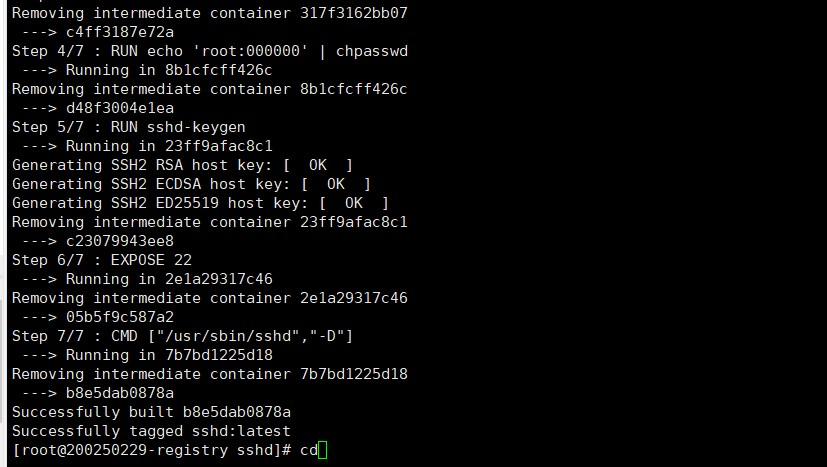 Removing intermediate container 317f3162bb07
 ---> c4ff3187e72a
Step 4/7 : RUN echo 'root:000000' | chpasswd
 ---> Running in 8b1cfcff426c
Removing intermediate container 8b1cfcff426c
 ---> d48f3004e1ea
Step 5/7 : RUN sshd-keygen
 ---> Running in 23ff9afac8c1
Generating SSH2 RSA host key: [  OK  ]
Generating SSH2 ECDSA host key: [  OK  ]
Generating SSH2 ED25519 host key: [  OK  ]
Removing intermediate container 23ff9afac8c1
 ---> c23079943ee8
Step 6/7 : EXPOSE 22
 ---> Running in 2e1a29317c46
Removing intermediate container 2e1a29317c46
 ---> 05b5f9c587a2
Step 7/7 : CMD ["/usr/sbin/sshd","-D"]
 ---> Running in 7b7bd1225d18
Removing intermediate container 7b7bd1225d18
 ---> b8e5dab0878a
Successfully built b8e5dab0878a
Successfully tagged sshd:latest
[root@200250229-registry sshd]# cd